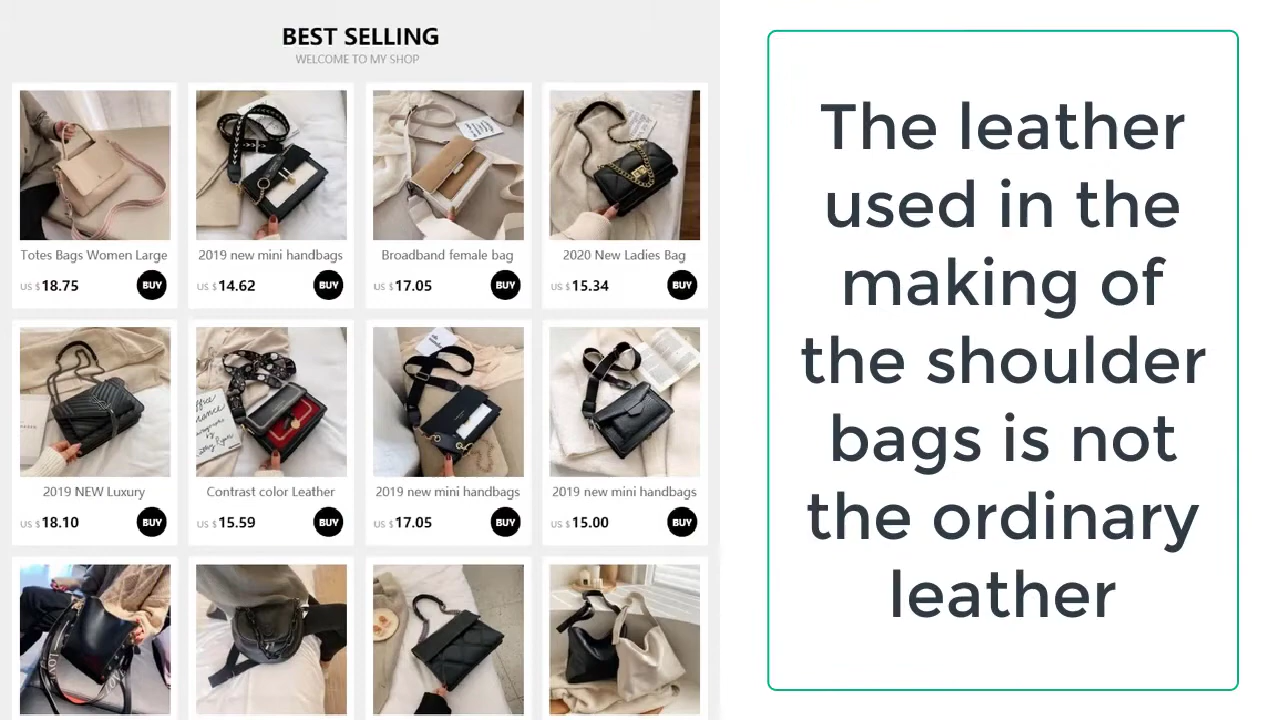 BEST SELLING
WELCOME TO MY SHOP
Totes Bags Women Large
US $18.75
BUY
2019 new mini handbags
US $14.62
BUY
Broadband female bag
US $17.05
BUY
2020 New Ladies Bag
US $15.34
BUY
2019 NEW Luxury
US $18.10
BUY
Contrast color Leather
US $15.59
BUY
2019 new mini handbags
US $17.05
BUY
2019 new mini handbags
US $15.00
BUY
The leather
used in the
making of
the shoulder
bags is not
the ordinary
leather